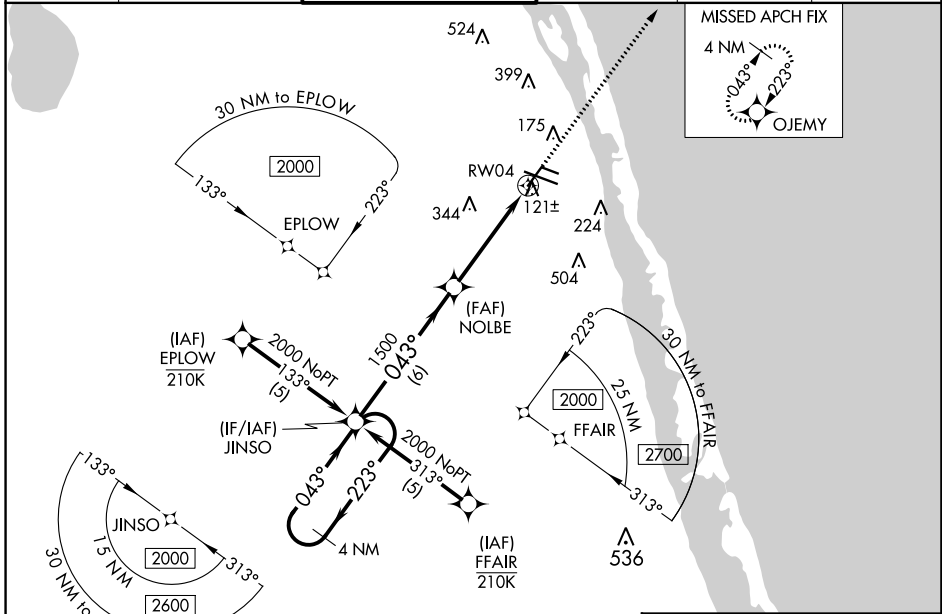 MISSED APCH FIX
4 NM
043°
223°
OJEMY
524
399
175
RW04
121±
344
224
504
30 NM to EPLOW
2000
133°
223°
EPLOW
(FAF)
NOLBE
1500
043°
(6)
(IAF)
EPLOW
210K
2000 NoPT
133°
(5)
(IF/IAF)
JINSO
2000 NoPT
313°
(5)
043°
223°
4 NM
(IAF)
FFAIR
210K
223°
30 NM to FFAIR
25 NM
2000
FFAIR
2700
313°
536
133°
JINSO
313°
15 NM
2000
30 NM to
2600